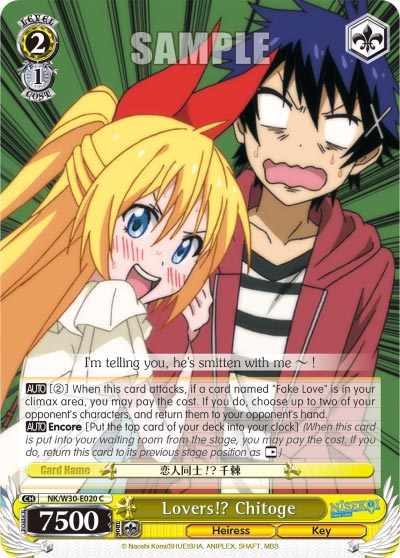 LEVEL
2
1
COST
SAMPLE
I'm telling you, he's smitten with me ～ !
AUTO [②] When this card attacks, if a card named "Fake Love" is in your
climax area, you may pay the cost. If you do, choose up to two of your
opponent's characters, and return them to your opponent's hand.
AUTO Encore [Put the top card of your deck into your clock] (When this card
is put into your waiting room from the stage, you may pay the cost. If you
do, return this card to its previous stage position as )
Card Name
恋人同士!? 千棘
CH NK/W30-E020 C
POWER
7500
SOUL
Lovers!? Chitoge
NISEKOI
Heiress
Key
© Naoshi Komi/SHUEISHA, ANIPLEX, SHAFT, MBS